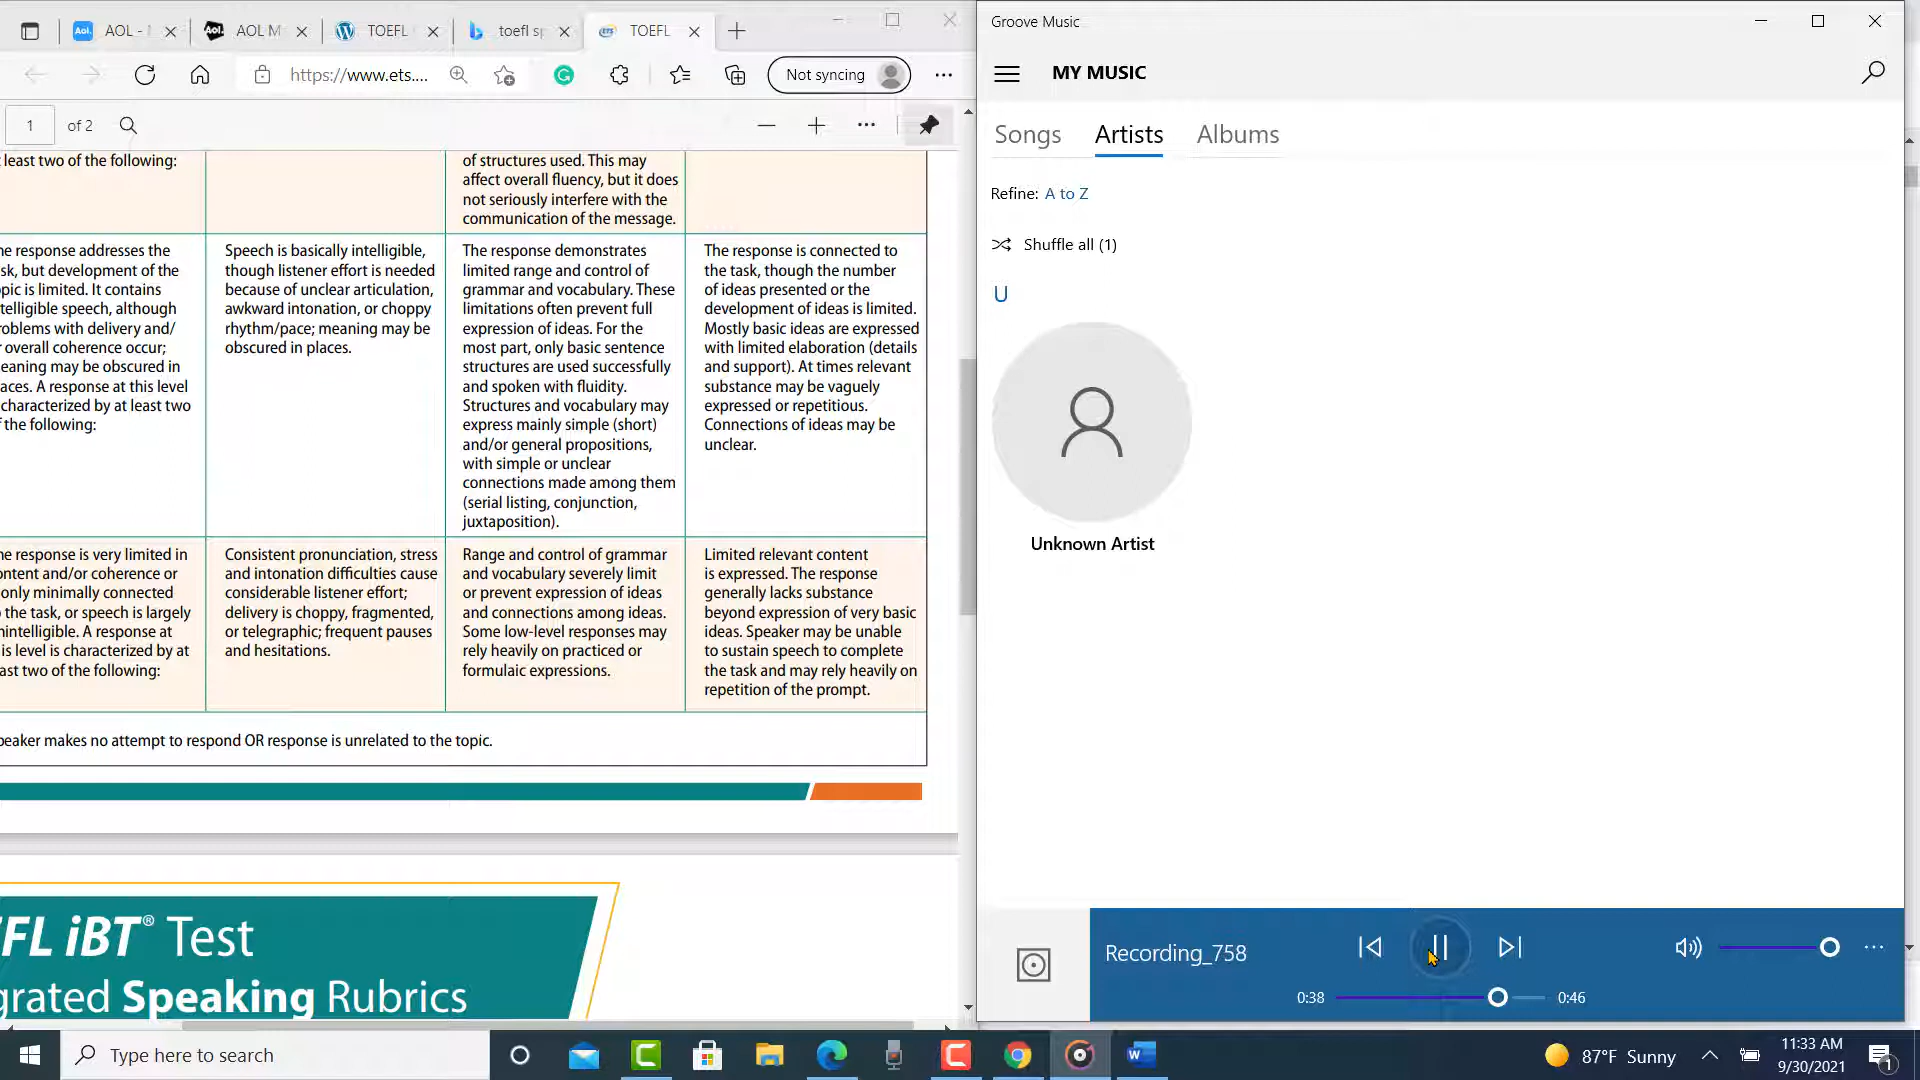 AOL -
AOL M
TOEFL
toefl sp
TOEFL
https://www.ets....
Not syncing
1
of 2
least two of the following:
of structures used. This may
affect overall fluency, but it does
not seriously interfere with the
communication of the message.
ne response addresses the
sk, but development of the
pic is limited. It contains
telligible speech, although
roblems with delivery and/
r overall coherence occur;
eaning may be obscured in
aces. A response at this level
characterized by at least two
f the following:
Speech is basically intelligible,
though listener effort is needed
because of unclear articulation,
awkward intonation, or choppy
rhythm/pace; meaning may be
obscured in places.
The response demonstrates
limited range and control of
grammar and vocabulary. These
limitations often prevent full
expression of ideas. For the
most part, only basic sentence
structures are used successfully
and spoken with fluidity.
Structures and vocabulary may
express mainly simple (short)
and/or general propositions,
with simple or unclear
connections made among them
(serial listing, conjunction,
juxtaposition).
The response is connected to
the task, though the number
of ideas presented or the
development of ideas is limited.
Mostly basic ideas are expressed
with limited elaboration (details
and support). At times relevant
substance may be vaguely
expressed or repetitious.
Connections of ideas may be
unclear.
ne response is very limited in
ontent and/or coherence or
only minimally connected
the task, or speech is largely
nintelligible. A response at
is level is characterized by at
ast two of the following:
Consistent pronunciation, stress
and intonation difficulties cause
considerable listener effort;
delivery is choppy, fragmented,
or telegraphic; frequent pauses
and hesitations.
Range and control of grammar
and vocabulary severely limit
or prevent expression of ideas
and connections among ideas.
Some low-level responses may
rely heavily on practiced or
formulaic expressions.
Limited relevant content
is expressed. The response
generally lacks substance
beyond expression of very basic
ideas. Speaker may be unable
to sustain speech to complete
the task and may rely heavily on
repetition of the prompt.
peaker makes no attempt to respond OR response is unrelated to the topic.
FL iBT® Test
grated Speaking Rubrics
Groove Music
MY MUSIC
Songs
Artists
Albums
Refine: A to Z
Shuffle all (1)
U
Unknown Artist
Recording_758
0:38
0:46
Type here to search
87°F Sunny
11:33 AM
9/30/2021
1